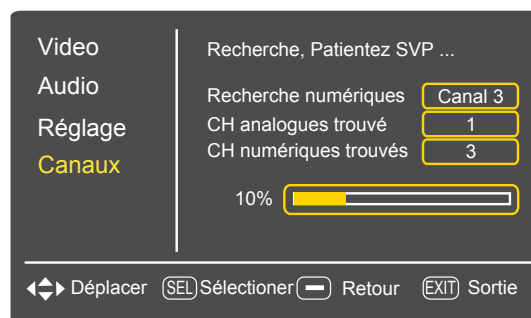 Video
Audio
Réglage
Canaux
Recherche, Patientez SVP ...
Recherche numériques Canal 3
CH analogues trouvé 1
CH numériques trouvés 3
10%
Déplacer SEL Sélectioner Retour EXIT Sortie